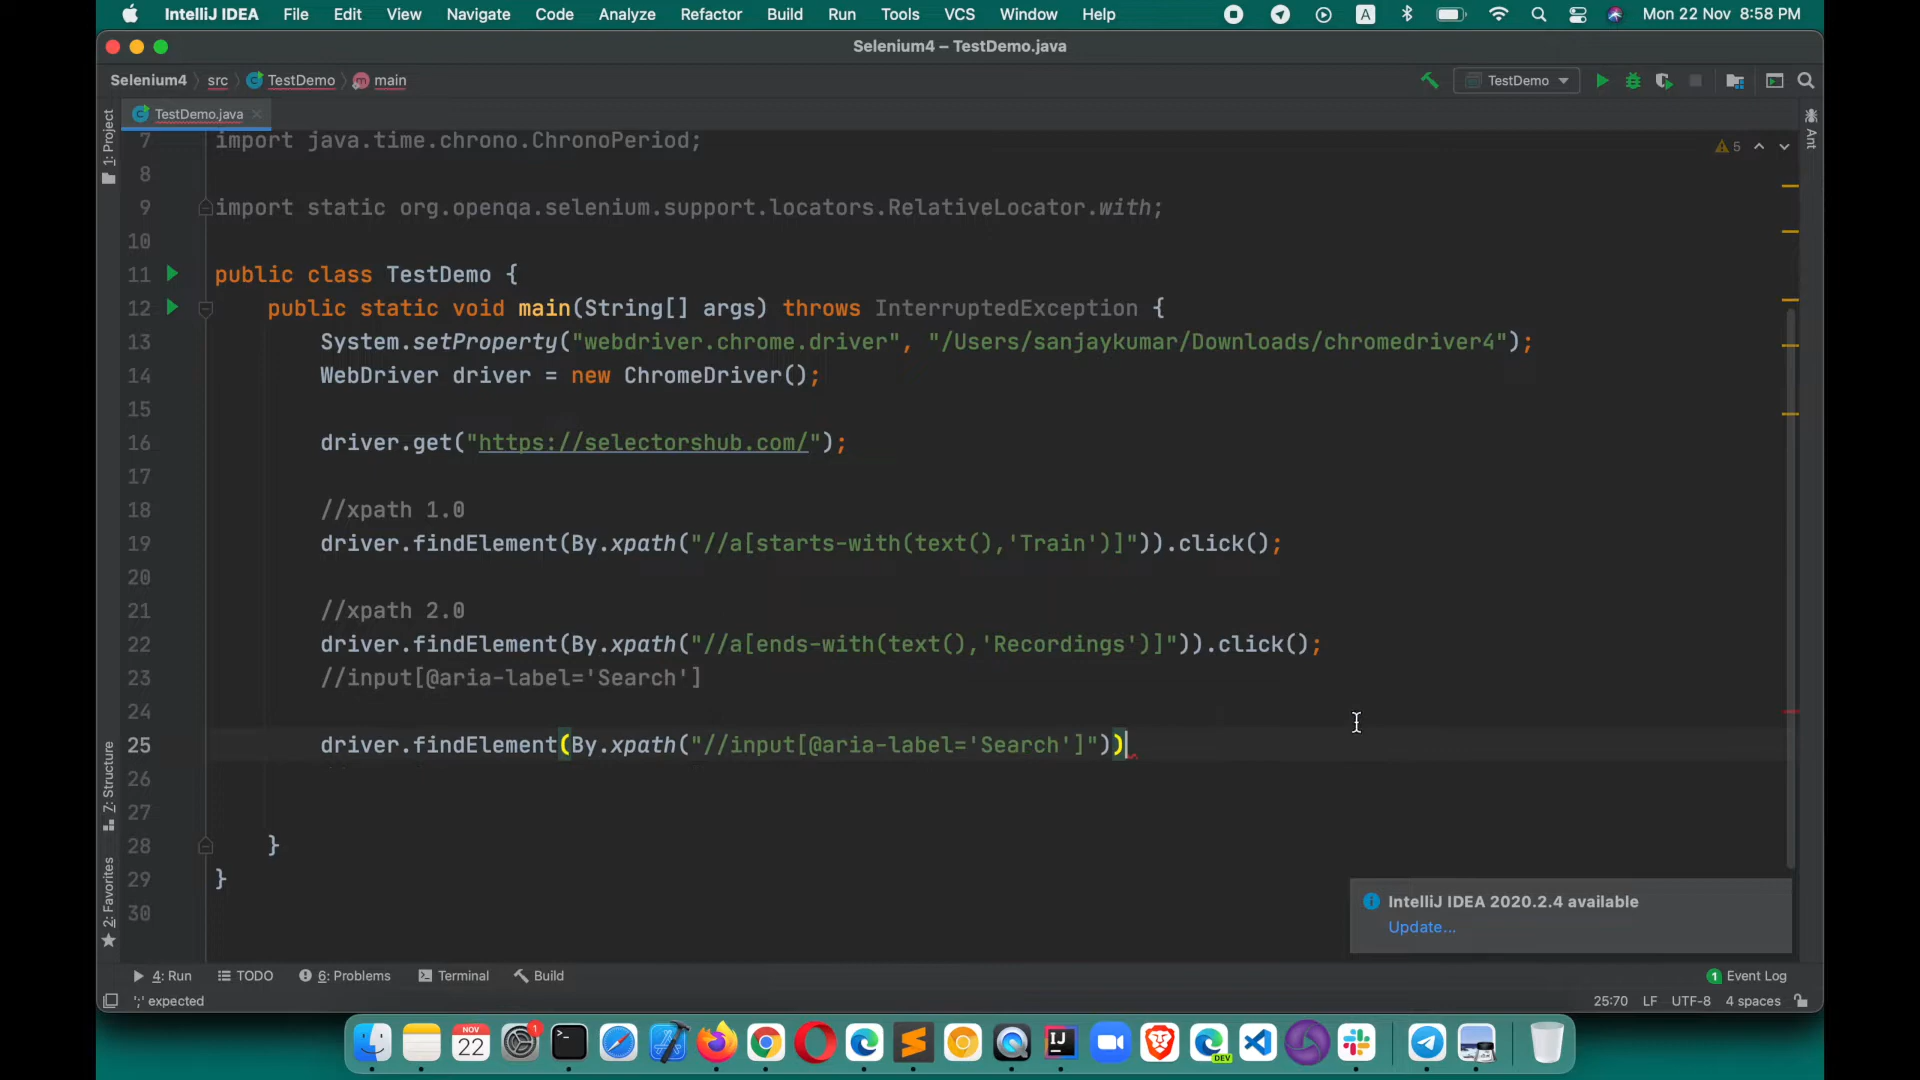 IntelliJ IDEA File Edit View Navigate Code Analyze Refactor Build Run Tools VCS Window Help A Mon 22 Nov 8:58 PM
Selenium4 – TestDemo.java
Selenium4 src TestDemo m main TestDemo
TestDemo.java
1: Project
Ant
5
7 import java.time.chrono.ChronoPeriod;
8
9 import static org.openqa.selenium.support.locators.RelativeLocator.with;
10
11 public class TestDemo {
12 public static void main(String[] args) throws InterruptedException {
13 System.setProperty("webdriver.chrome.driver", "/Users/sanjaykumar/Downloads/chromedriver4");
14 WebDriver driver = new ChromeDriver();
15
16 driver.get("https://selectorshub.com/");
17
18 //xpath 1.0
19 driver.findElement(By.xpath("//a[starts-with(text(),'Train')]")).click();
20
21 //xpath 2.0
22 driver.findElement(By.xpath("//a[ends-with(text(),'Recordings')]")).click();
23 //input[@aria-label='Search']
24
25 driver.findElement(By.xpath("//input[@aria-label='Search']"))
26
27
28 }
29 }
30
7: Structure
2: Favorites
IntelliJ IDEA 2020.2.4 available
Update...
4: Run TODO 6: Problems Terminal Build 1 Event Log
';' expected 25:70 LF UTF-8 4 spaces
NOV
22
1
IJ
DEV